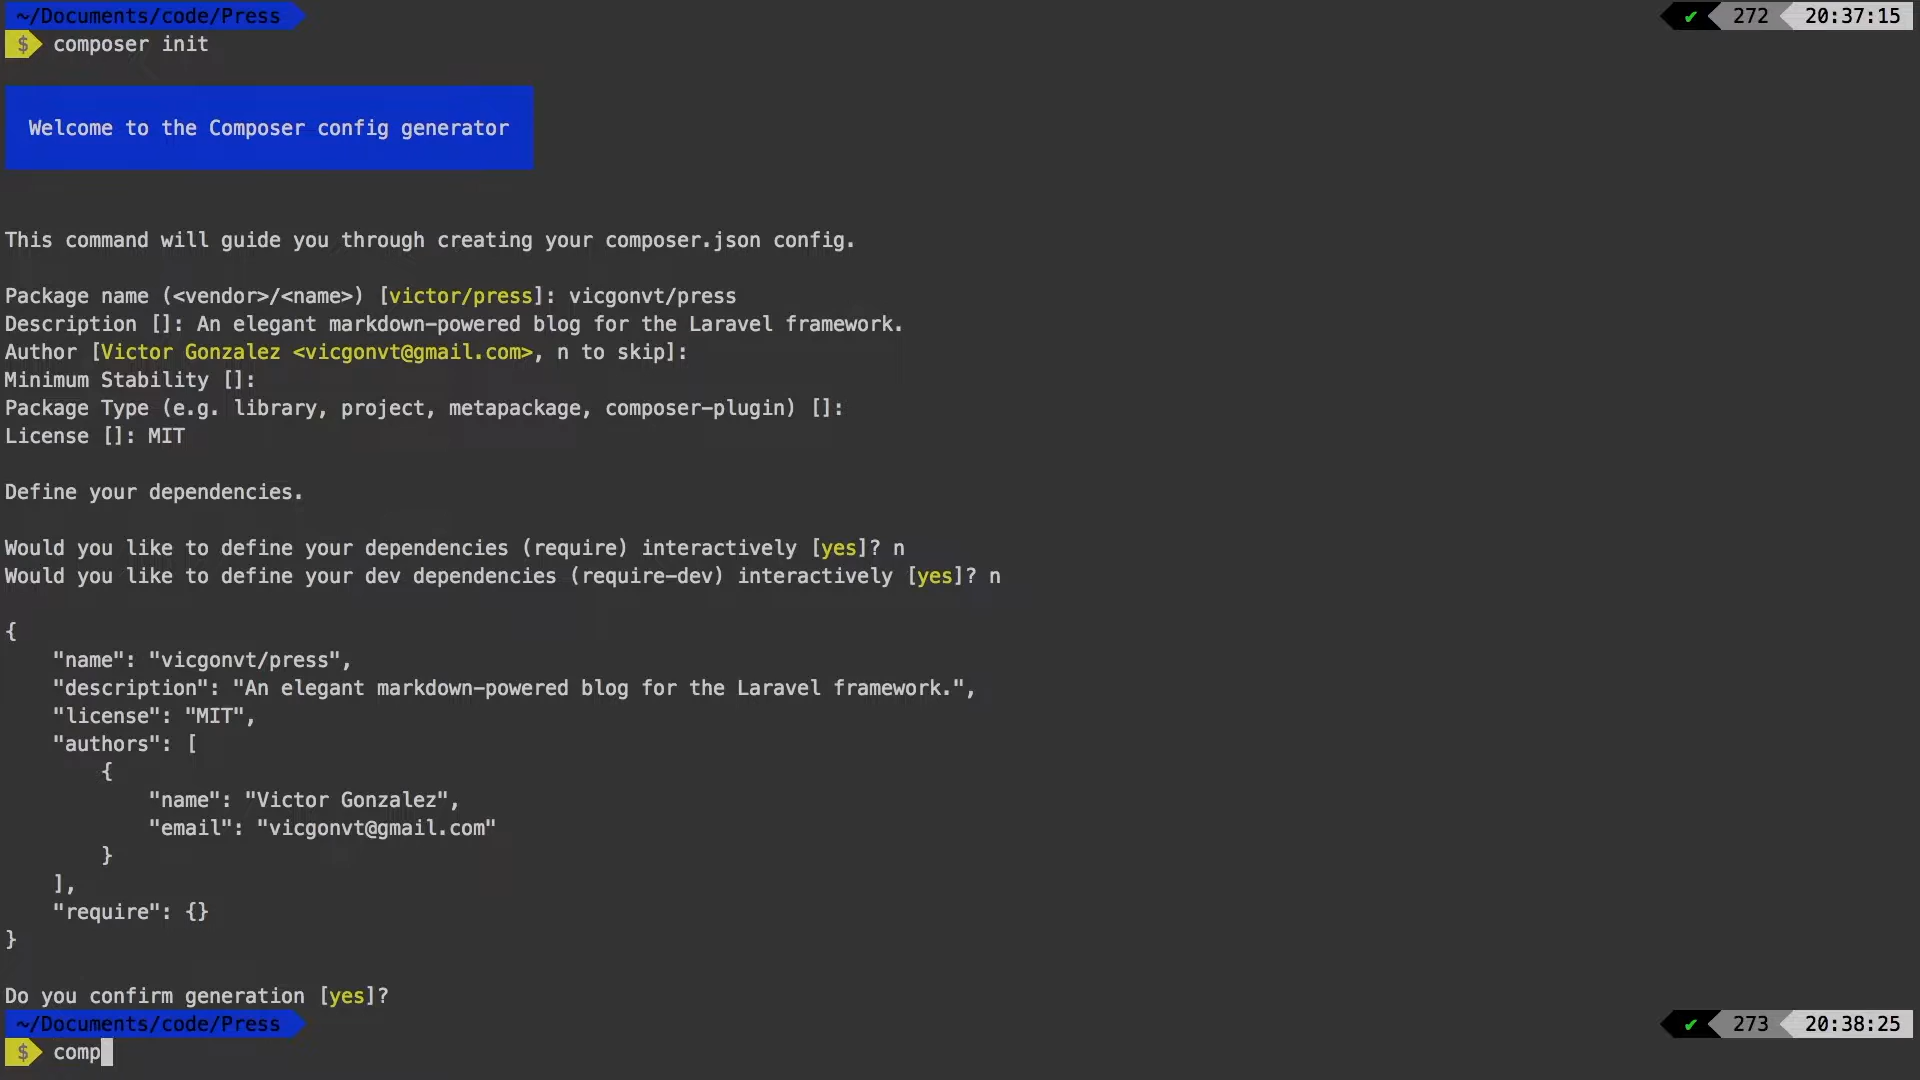 ~/Documents/code/Press ✔ 272 20:37:15
$ composer init
Welcome to the Composer config generator
This command will guide you through creating your composer.json config.
Package name (<vendor>/<name>) [victor/press]: vicgonvt/press
Description []: An elegant markdown-powered blog for the Laravel framework.
Author [Victor Gonzalez <vicgonvt@gmail.com>, n to skip]:
Minimum Stability []:
Package Type (e.g. library, project, metapackage, composer-plugin) []:
License []: MIT
Define your dependencies.
Would you like to define your dependencies (require) interactively [yes]? n
Would you like to define your dev dependencies (require-dev) interactively [yes]? n
{
    "name": "vicgonvt/press",
    "description": "An elegant markdown-powered blog for the Laravel framework.",
    "license": "MIT",
    "authors": [
        {
            "name": "Victor Gonzalez",
            "email": "vicgonvt@gmail.com"
        }
    ],
    "require": {}
}
Do you confirm generation [yes]?
~/Documents/code/Press ✔ 273 20:38:25
$ comp